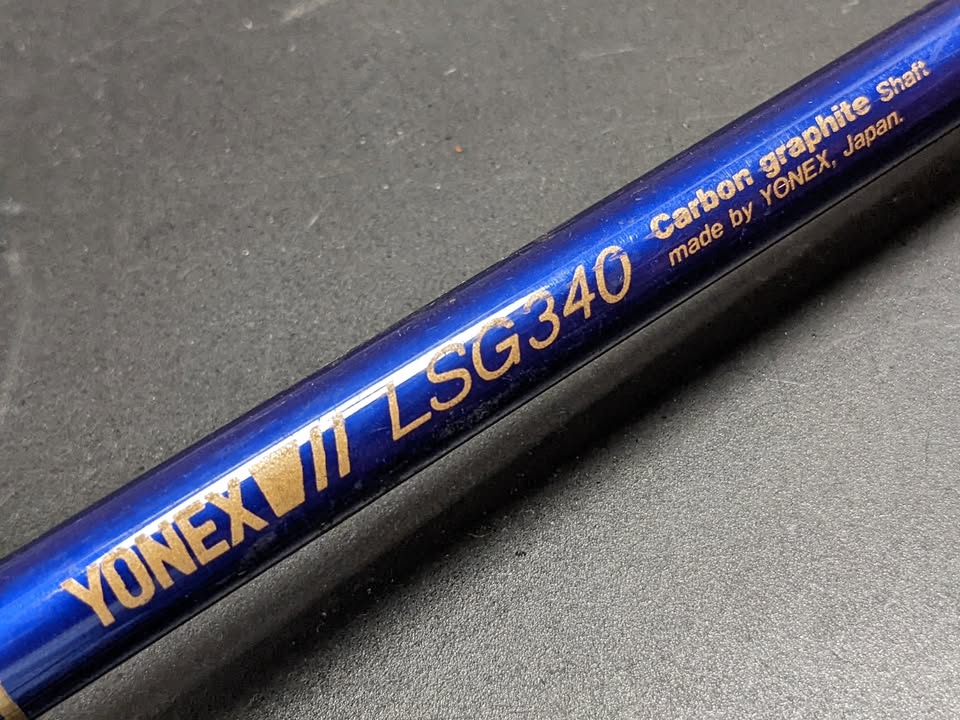 YONEX LSG340
Carbon graphite Shaft
made by YONEX, Japan.